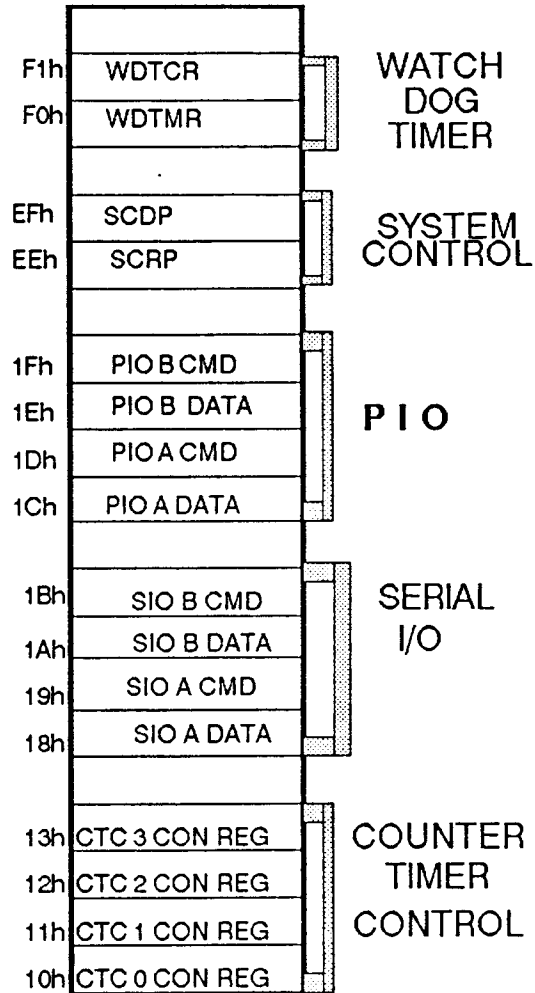 F1h WDTCR
F0h WDTMR
WATCH
DOG
TIMER
EFh SCDP
EEh SCRP
SYSTEM
CONTROL
1Fh PIO B CMD
1Eh PIO B DATA
1Dh PIO A CMD
1Ch PIO A DATA
PIO
1Bh SIO B CMD
1Ah SIO B DATA
19h SIO A CMD
18h SIO A DATA
SERIAL
I/O
13h CTC 3 CON REG
12h CTC 2 CON REG
11h CTC 1 CON REG
10h CTC 0 CON REG
COUNTER
TIMER
CONTROL